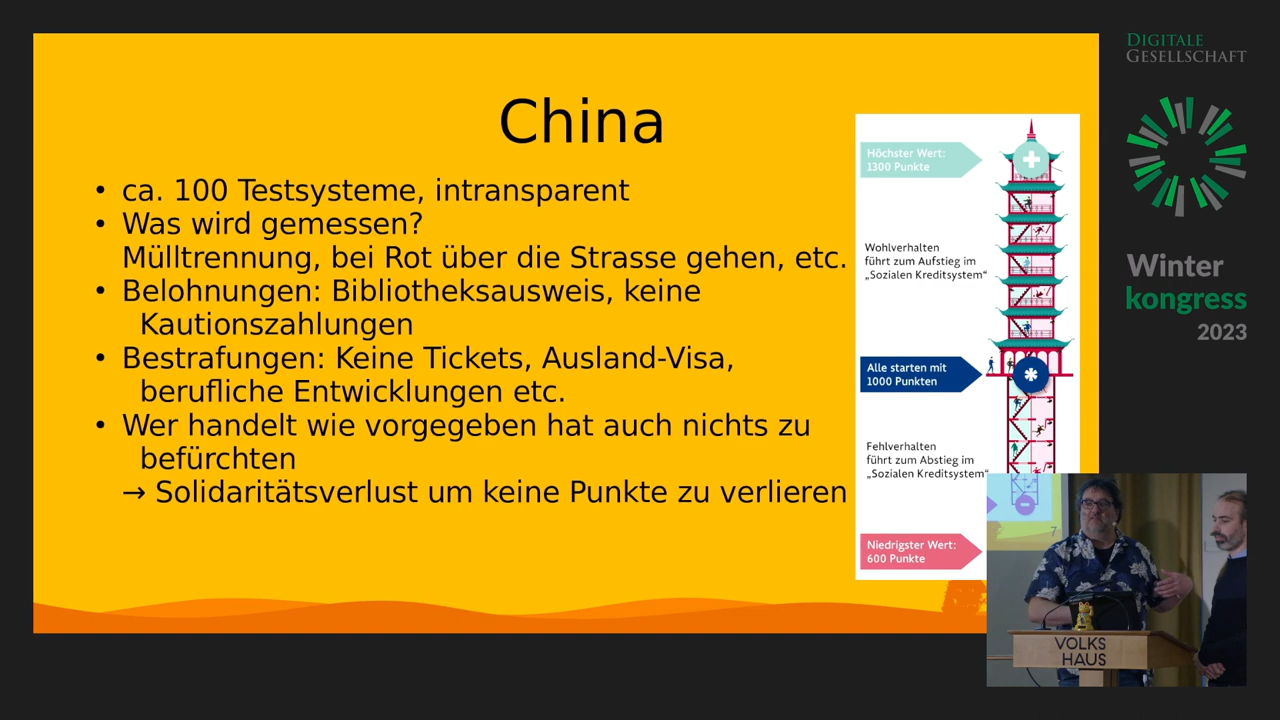 China
• ca. 100 Testsysteme, intransparent
• Was wird gemessen?
Mülltrennung, bei Rot über die Strasse gehen, etc.
• Belohnungen: Bibliotheksausweis, keine
Kautionszahlungen
• Bestrafungen: Keine Tickets, Ausland-Visa,
berufliche Entwicklungen etc.
• Wer handelt wie vorgegeben hat auch nichts zu
befürchten
→ Solidaritätsverlust um keine Punkte zu verlieren
Höchster Wert:
1300 Punkte
Wohlverhalten
führt zum Aufstieg im
„Sozialen Kreditsystem“
Alle starten mit
1000 Punkten
Fehlverhalten
führt zum Abstieg im
„Sozialen Kreditsystem“
Niedrigster Wert:
600 Punkte
DIGITALE
GESELLSCHAFT
Winter
kongress
2023
7
VOLKS
HAUS